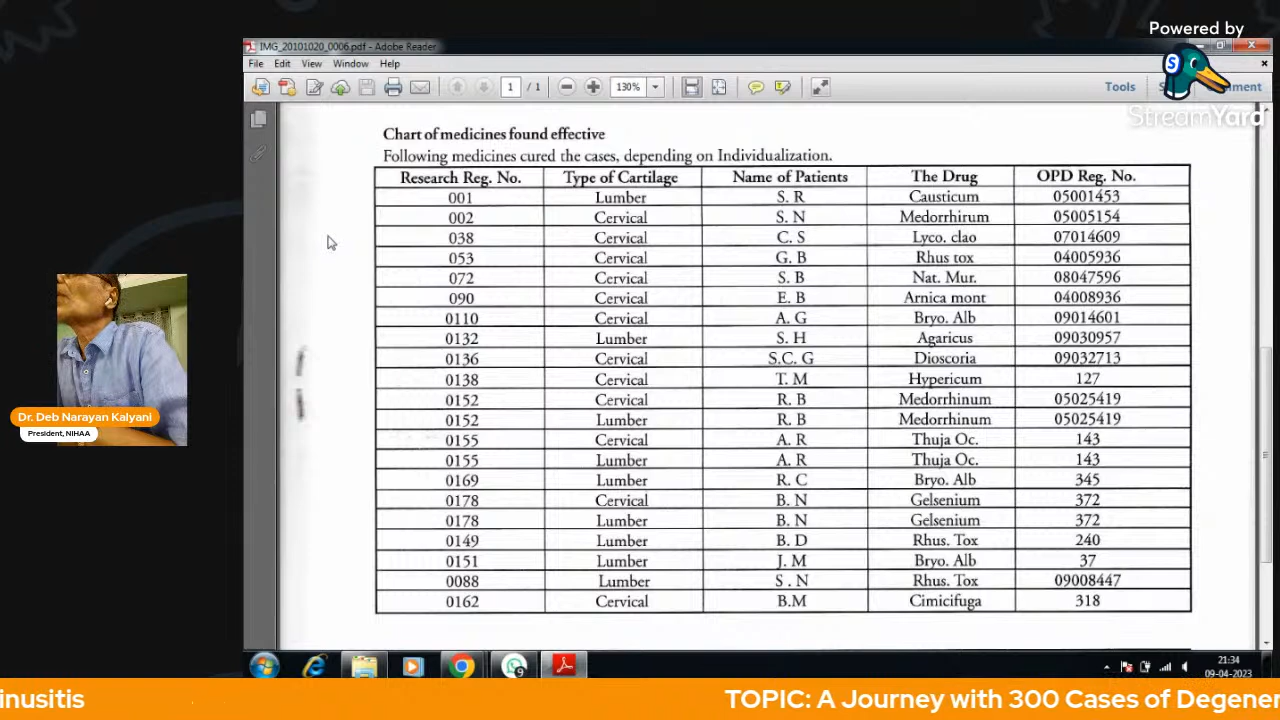 Powered by
StreamYard
IMG_20101020_0006.pdf - Adobe Reader
File Edit View Window Help
1 / 1 130% Tools
Chart of medicines found effective
Following medicines cured the cases, depending on Individualization.
Research Reg. No. Type of Cartilage Name of Patients The Drug OPD Reg. No.
001 Lumber S. R Causticum 05001453
002 Cervical S. N Medorrhirum 05005154
038 Cervical C. S Lyco. clao 07014609
053 Cervical G. B Rhus tox 04005936
072 Cervical S. B Nat. Mur. 08047596
090 Cervical E. B Arnica mont 04008936
0110 Cervical A. G Bryo. Alb 09014601
0132 Lumber S. H Agaricus 09030957
0136 Cervical S.C. G Dioscoria 09032713
0138 Cervical T. M Hypericum 127
0152 Cervical R. B Medorrhinum 05025419
0152 Lumber R. B Medorrhinum 05025419
0155 Cervical A. R Thuja Oc. 143
0155 Lumber A. R Thuja Oc. 143
0169 Lumber R. C Bryo. Alb 345
0178 Cervical B. N Gelsenium 372
0178 Lumber B. N Gelsenium 372
0149 Lumber B. D Rhus. Tox 240
0151 Lumber J. M Bryo. Alb 37
0088 Lumber S . N Rhus. Tox 09008447
0162 Cervical B.M Cimicifuga 318
Dr. Deb Narayan Kalyani
President, NIHAA
21:34
09-04-2023
inusitis TOPIC: A Journey with 300 Cases of Degener